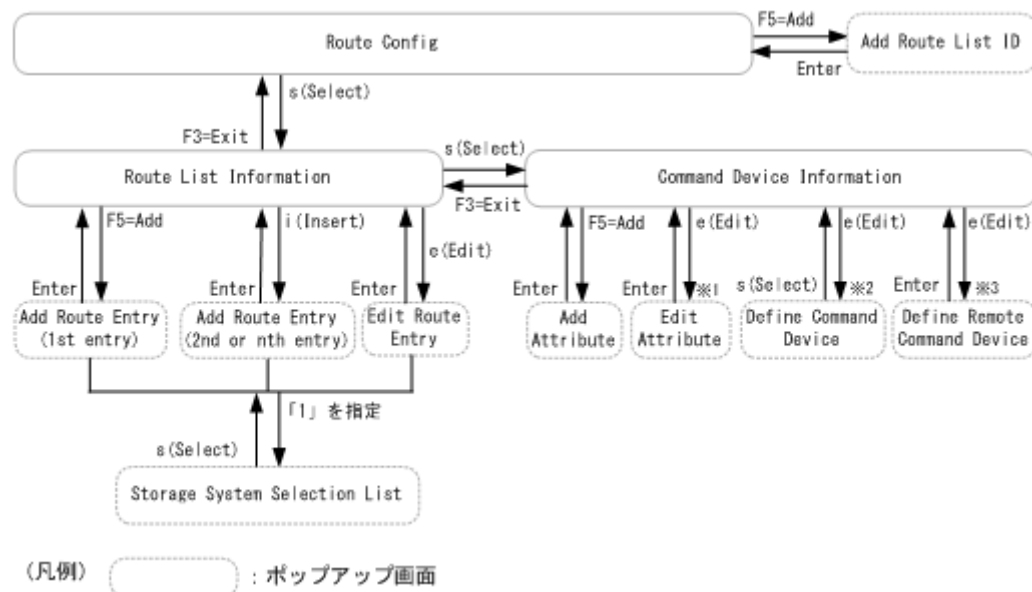 Route Config
F5=Add
Enter
Add Route List ID
s(Select)
F3=Exit
Route List Information
s(Select)
F3=Exit
Command Device Information
F5=Add
Enter
i(Insert)
Enter
e(Edit)
Enter
F5=Add
Enter
e(Edit)
Enter
※1
e(Edit)
s(Select)
※2
e(Edit)
Enter
※3
Add Route Entry
(1st entry)
Add Route Entry
(2nd or nth entry)
Edit Route
Entry
Add
Attribute
Edit
Attribute
Define Command
Device
Define Remote
Command Device
「1」を指定
s(Select)
Storage System Selection List
(凡例)
: ポップアップ画面